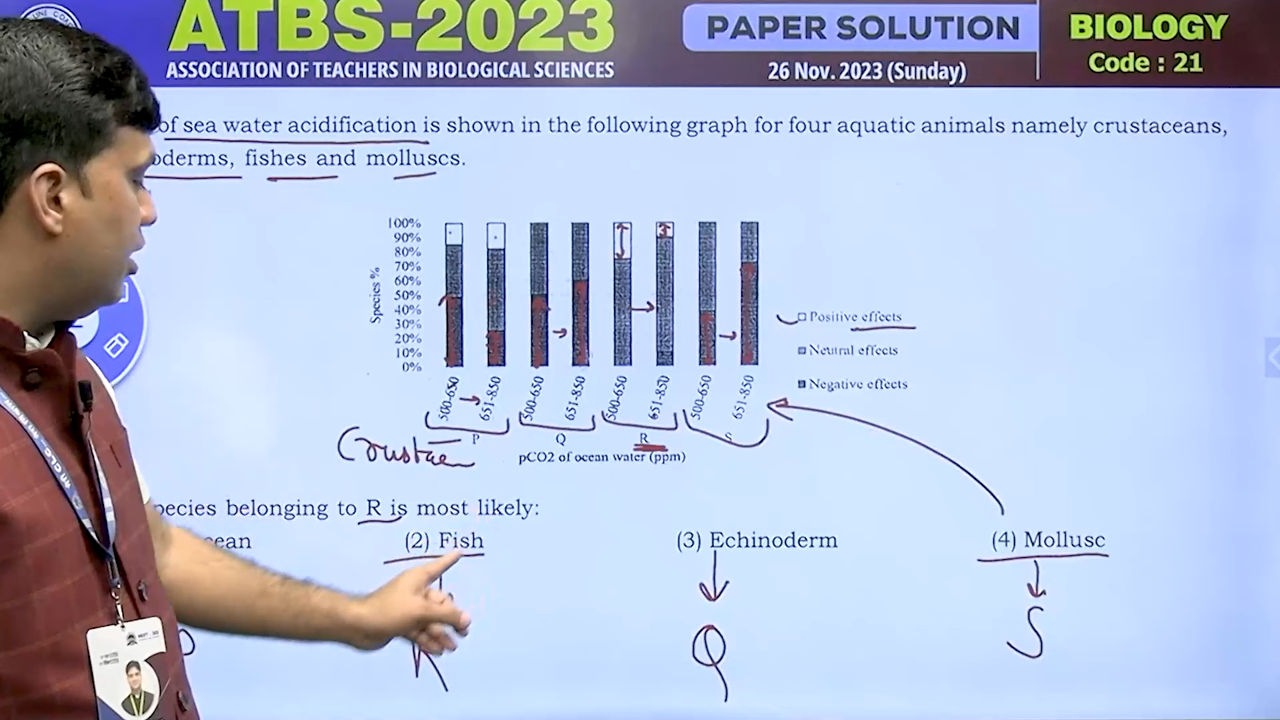 ATBS-2023
ASSOCIATION OF TEACHERS IN BIOLOGICAL SCIENCES
PAPER SOLUTION
26 Nov. 2023 (Sunday)
BIOLOGY
Code : 21
of sea water acidification is shown in the following graph for four aquatic animals namely crustaceans,
oderms, fishes and molluscs.
100%
90%
80%
70%
60%
50%
40%
30%
20%
10%
0%
Species %
Positive effects
Neutral effects
Negative effects
500-650
651-850
500-650
651-850
500-650
651-850
500-650
651-850
P
Q
R
S
pCO2 of ocean water (ppm)
pecies belonging to R is most likely:
ean
(2) Fish
(3) Echinoderm
(4) Mollusc
R
Q
S